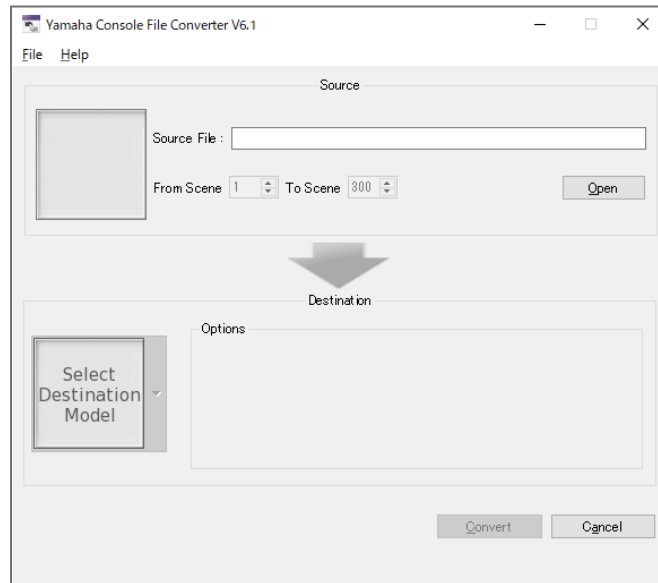 Yamaha Console File Converter V6.1
File Help
Source
Source File :
From Scene 1 To Scene 300 Open
Destination
Options
Select
Destination
Model
Convert Cancel